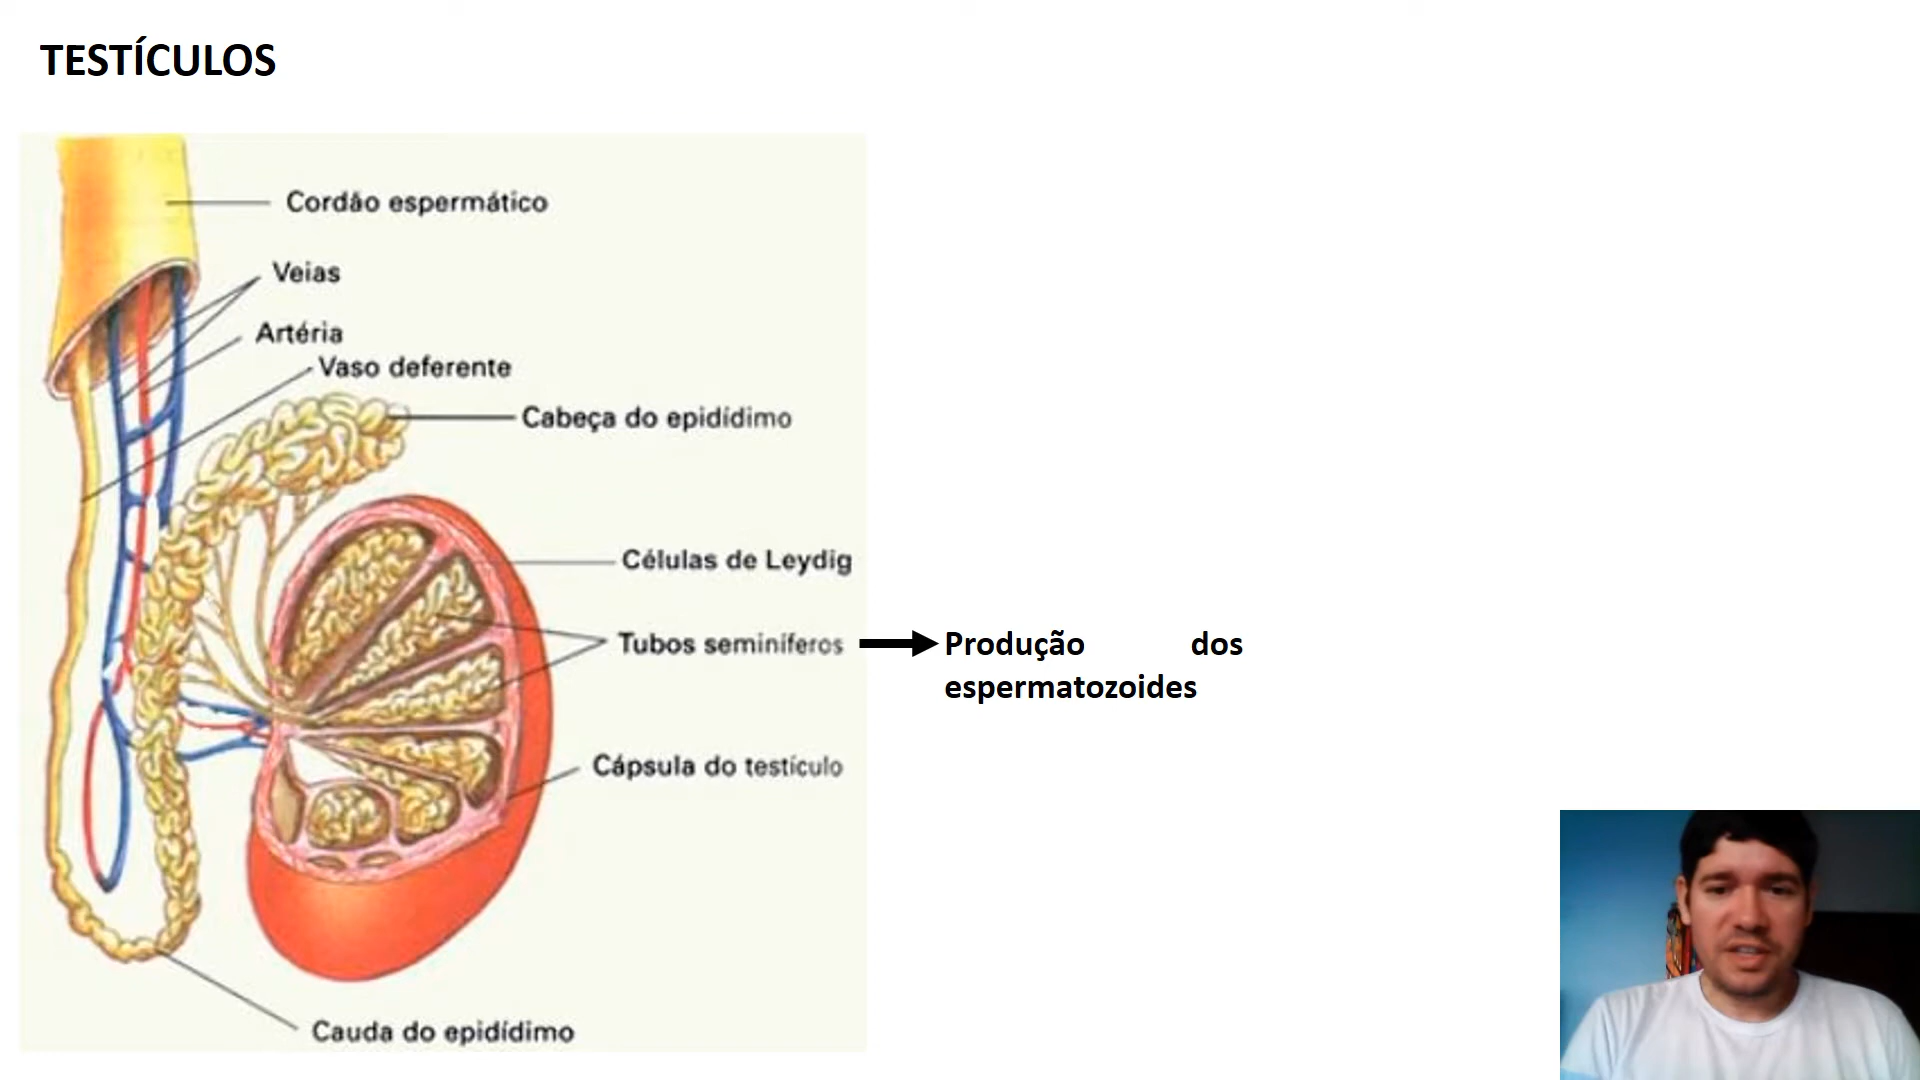 TESTÍCULOS
Cordão espermático
Veias
Artéria
Vaso deferente
Cabeça do epidídimo
Células de Leydig
Tubos seminíferos
Produção dos
espermatozoides
Cápsula do testículo
Cauda do epidídimo